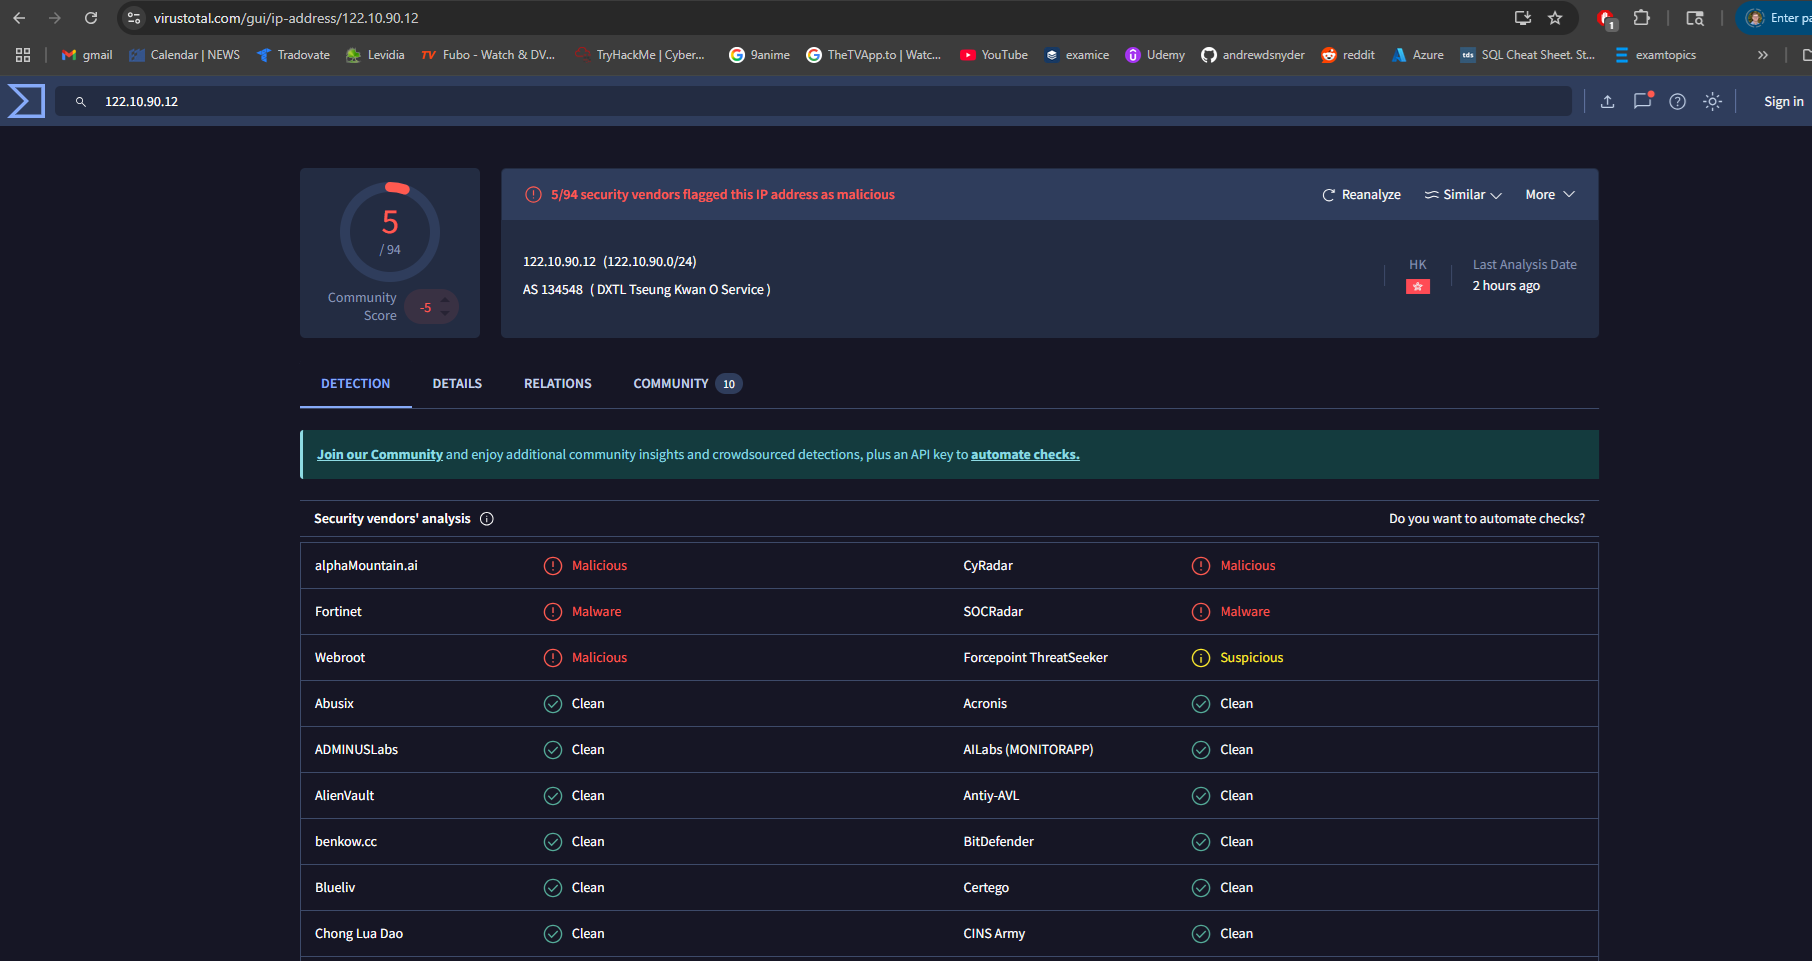 virustotal.com/gui/ip-address/122.10.90.12
1
Enter pa
gmail
Calendar | NEWS
Tradovate
Levidia
TV Fubo - Watch & DV...
TryHackMe | Cyber...
9anime
TheTVApp.to | Watc...
YouTube
examice
Udemy
andrewdsnyder
reddit
Azure
tds SQL Cheat Sheet. St...
examtopics
122.10.90.12
Sign in
5
/ 94
Community
Score
-5
5/94 security vendors flagged this IP address as malicious
Reanalyze
Similar
More
122.10.90.12 (122.10.90.0/24)
AS 134548 ( DXTL Tseung Kwan O Service )
HK
Last Analysis Date
2 hours ago
DETECTION
DETAILS
RELATIONS
COMMUNITY 10
Join our Community and enjoy additional community insights and crowdsourced detections, plus an API key to automate checks.
Security vendors' analysis
Do you want to automate checks?
alphaMountain.ai Malicious CyRadar Malicious
Fortinet Malware SOCRadar Malware
Webroot Malicious Forcepoint ThreatSeeker Suspicious
Abusix Clean Acronis Clean
ADMINUSLabs Clean AILabs (MONITORAPP) Clean
AlienVault Clean Antiy-AVL Clean
benkow.cc Clean BitDefender Clean
Blueliv Clean Certego Clean
Chong Lua Dao Clean CINS Army Clean